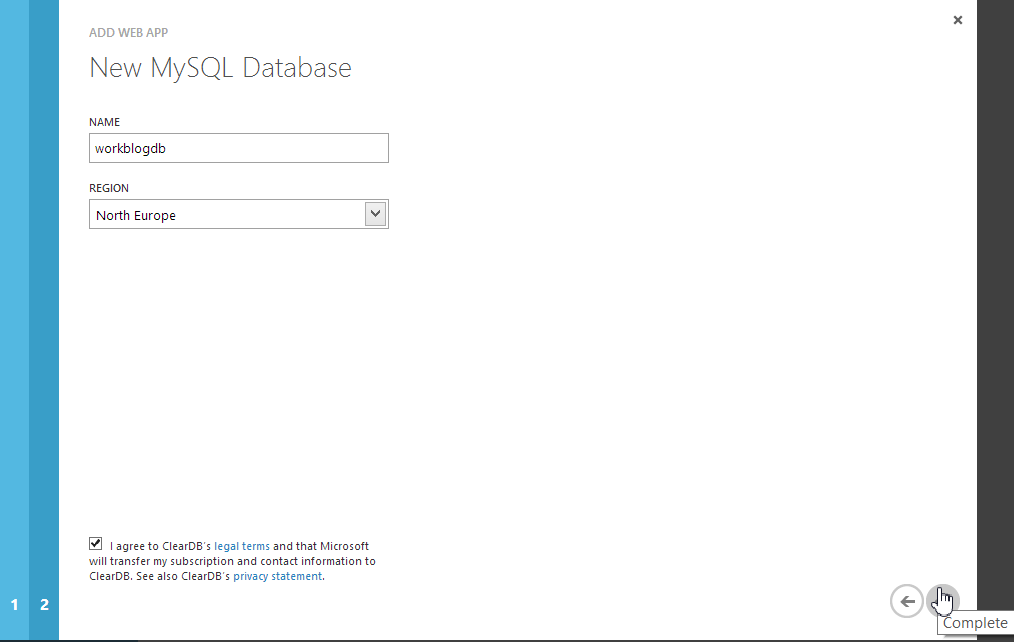 ADD WEB APP
New MySQL Database
NAME
workblogdb
REGION
North Europe
I agree to ClearDB's legal terms and that Microsoft
will transfer my subscription and contact information to
ClearDB. See also ClearDB's privacy statement.
1 2
Complete